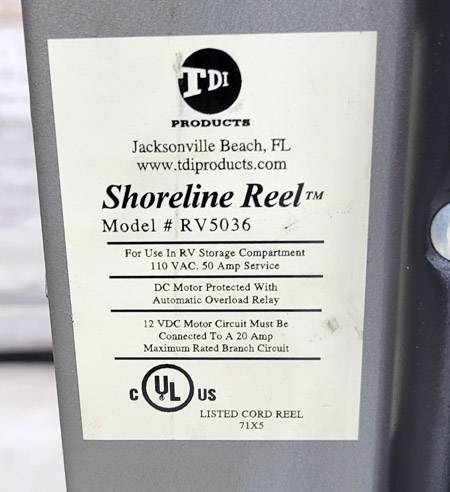 TDI
PRODUCTS
Jacksonville Beach, FL
www.tdiproducts.com
Shoreline Reel™
Model # RV5036
For Use In RV Storage Compartment
110 VAC. 50 Amp Service
DC Motor Protected With
Automatic Overload Relay
12 VDC Motor Circuit Must Be
Connected To A 20 Amp
Maximum Rated Branch Circuit
C UL US
LISTED CORD REEL
71X5